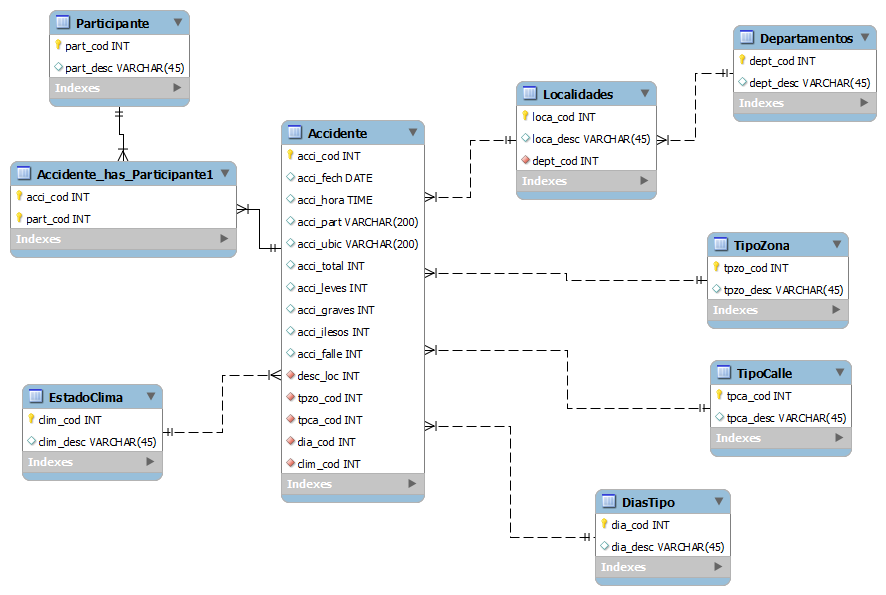 Participante
part_cod INT
part_desc VARCHAR(45)
Indexes
Accidente_has_Participante1
acci_cod INT
part_cod INT
Indexes
EstadoClima
clim_cod INT
clim_desc VARCHAR(45)
Indexes
Accidente
acci_cod INT
acci_fech DATE
acci_hora TIME
acci_part VARCHAR(200)
acci_ubic VARCHAR(200)
acci_total INT
acci_leves INT
acci_graves INT
acci_ilesos INT
acci_falle INT
desc_loc INT
tpzo_cod INT
tpca_cod INT
dia_cod INT
clim_cod INT
Indexes
Localidades
loca_cod INT
loca_desc VARCHAR(45)
dept_cod INT
Indexes
Departamentos
dept_cod INT
dept_desc VARCHAR(45)
Indexes
TipoZona
tpzo_cod INT
tpzo_desc VARCHAR(45)
Indexes
TipoCalle
tpca_cod INT
tpca_desc VARCHAR(45)
Indexes
DiasTipo
dia_cod INT
dia_desc VARCHAR(45)
Indexes